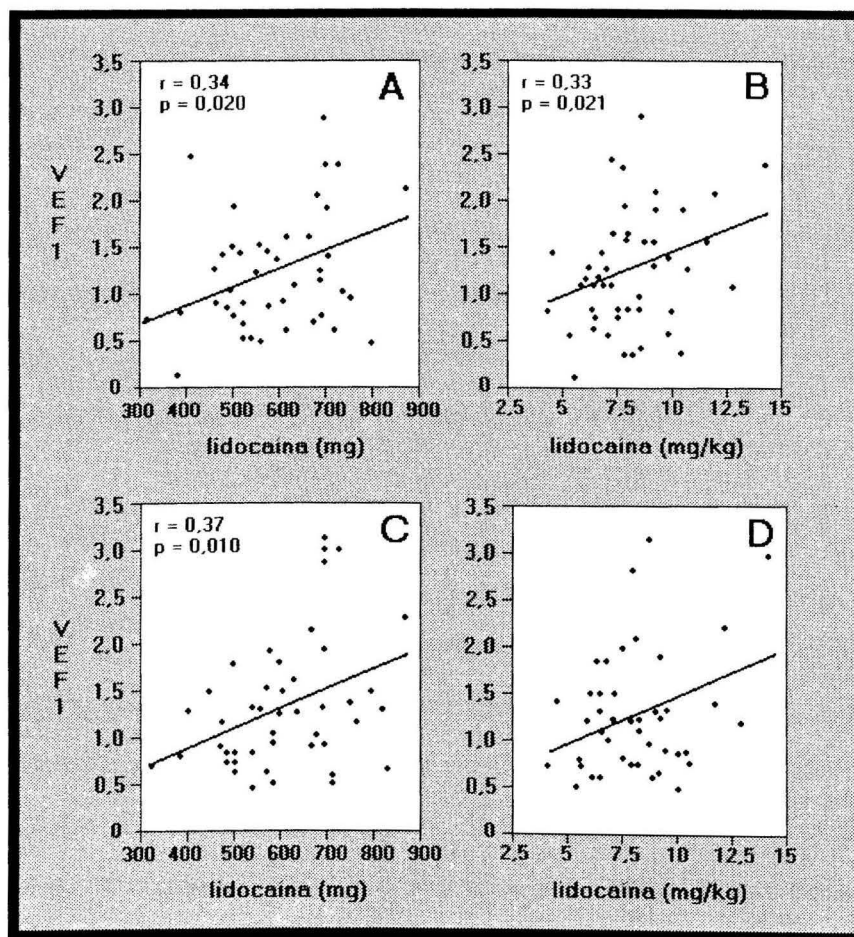 3,5
3,0
2,5
2,0
1,5
1,0
0,5
0
VEF1
r = 0,34
p = 0,020
A
300 400 500 600 700 800 900
lidocaina (mg)
3,5
3,0
2,5
2,0
1,5
1,0
0,5
0
r = 0,33
p = 0,021
B
2,5 5 7,5 10 12,5 15
lidocaina (mg/kg)
3,5
3,0
2,5
2,0
1,5
1,0
0,5
0
VEF1
r = 0,37
p = 0,010
C
300 400 500 600 700 800 900
lidocaina (mg)
3,5
3,0
2,5
2,0
1,5
1,0
0,5
0
D
2,5 5 7,5 10 12,5 15
lidocaina (mg/kg)